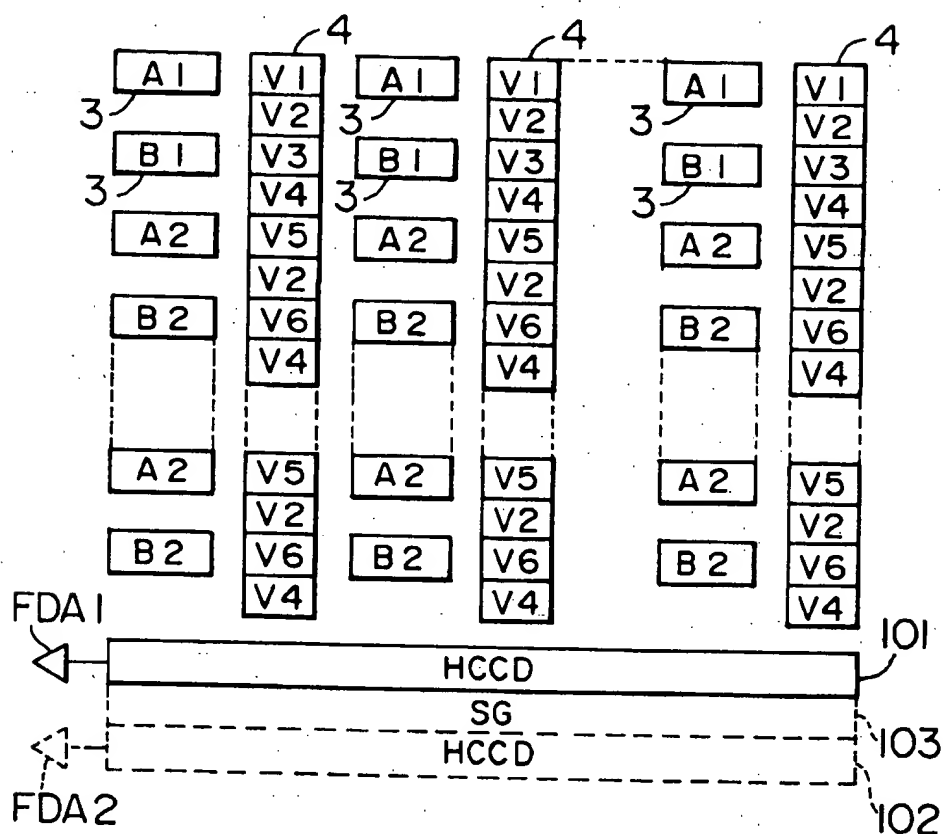 4 4 4
A1 V1 A1 V1 A1 V1
3 V2 3 V2 3 V2
B1 V3 B1 V3 B1 V3
3 V4 3 V4 3 V4
A2 V5 A2 V5 A2 V5
V2 V2 V2
B2 V6 B2 V6 B2 V6
V4 V4 V4
A2 V5 A2 V5 A2 V5
V2 V2 V2
B2 V6 B2 V6 B2 V6
V4 V4 V4
FDA1 101
HCCD
SG
103
HCCD
FDA2 102